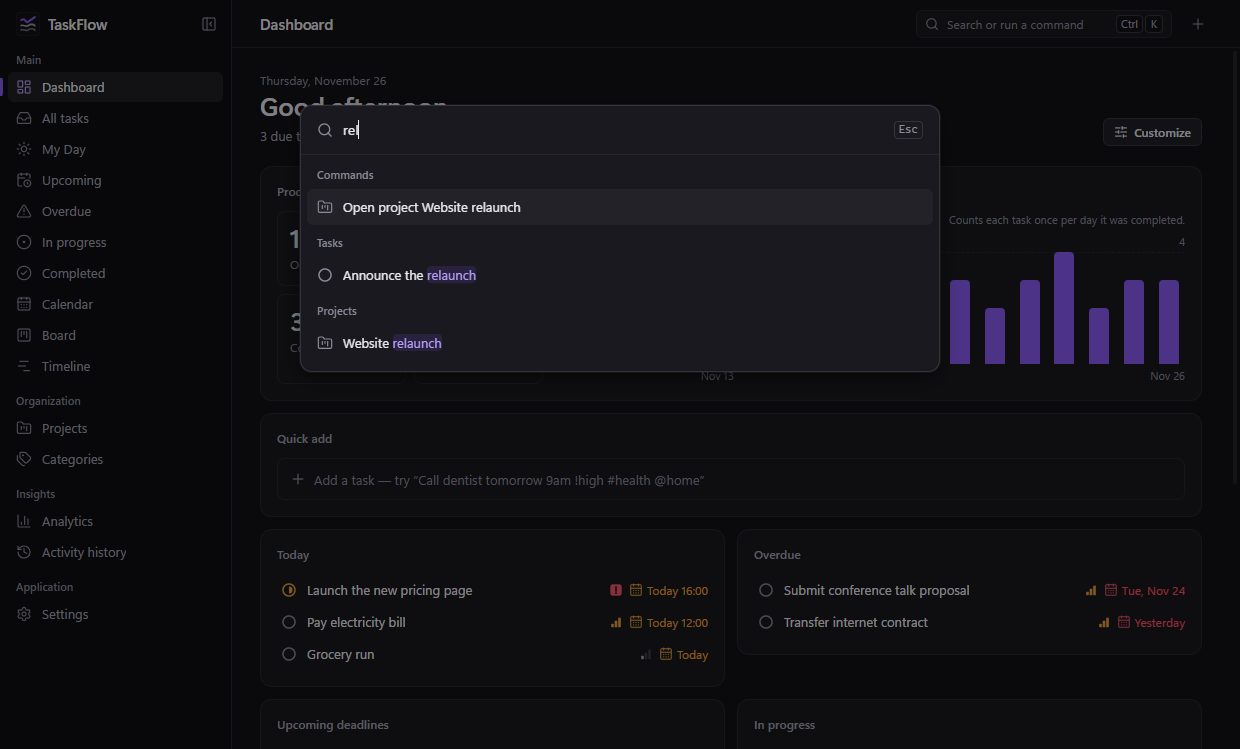 TaskFlow
Main
Dashboard
All tasks
My Day
Upcoming
Overdue
In progress
Completed
Calendar
Board
Timeline
Organization
Projects
Categories
Insights
Analytics
Activity history
Application
Settings
Dashboard
Search or run a command Ctrl K
Thursday, November 26
Good afternoon
3 due
Customize
rel Esc
Commands
Open project Website relaunch
Tasks
Announce the relaunch
Projects
Website relaunch
Counts each task once per day it was completed.
4
Nov 13 Nov 26
Quick add
Add a task — try “Call dentist tomorrow 9am !high #health @home”
Today
Launch the new pricing page Today 16:00
Pay electricity bill Today 12:00
Grocery run Today
Overdue
Submit conference talk proposal Tue, Nov 24
Transfer internet contract Yesterday
Upcoming deadlines
In progress